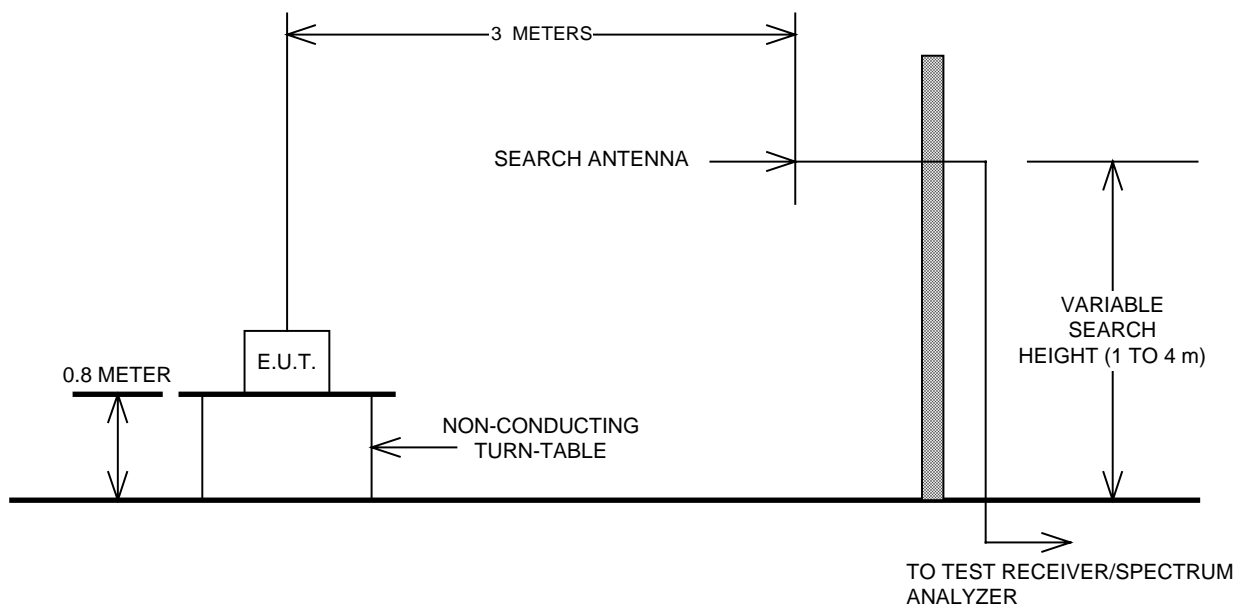 3 METERS
SEARCH ANTENNA
VARIABLE
SEARCH
HEIGHT (1 TO 4 m)
E.U.T.
0.8 METER
NON-CONDUCTING
TURN-TABLE
TO TEST RECEIVER/SPECTRUM
ANALYZER